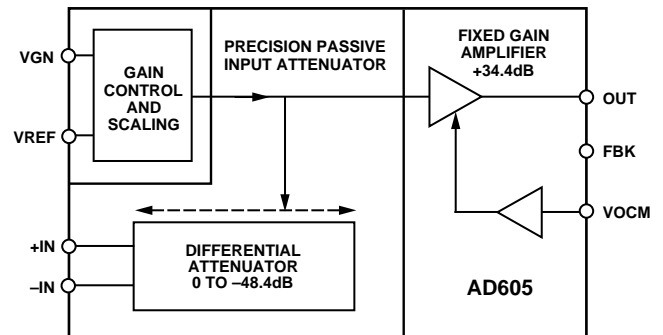 VGN
VREF
GAIN
CONTROL
AND
SCALING
PRECISION PASSIVE
INPUT ATTENUATOR
FIXED GAIN
AMPLIFIER
+34.4dB
OUT
FBK
VOCM
+IN
–IN
DIFFERENTIAL
ATTENUATOR
0 TO –48.4dB
AD605